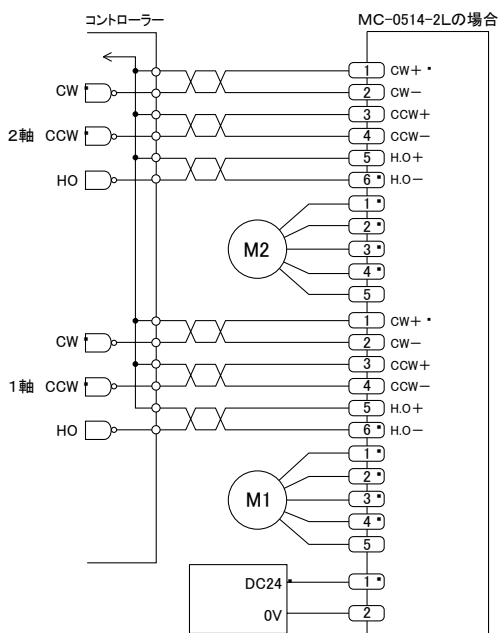 コントローラー MC-0514-2Lの場合
1 CW+
CW 2 CW-
3 CCW+
2軸 CCW 4 CCW-
5 H.O+
HO 6 H.O-
1
2
M2 3
4
5
1 CW+
CW 2 CW-
3 CCW+
1軸 CCW 4 CCW-
5 H.O+
HO 6 H.O-
1
2
M1 3
4
5
DC24 1
0V 2